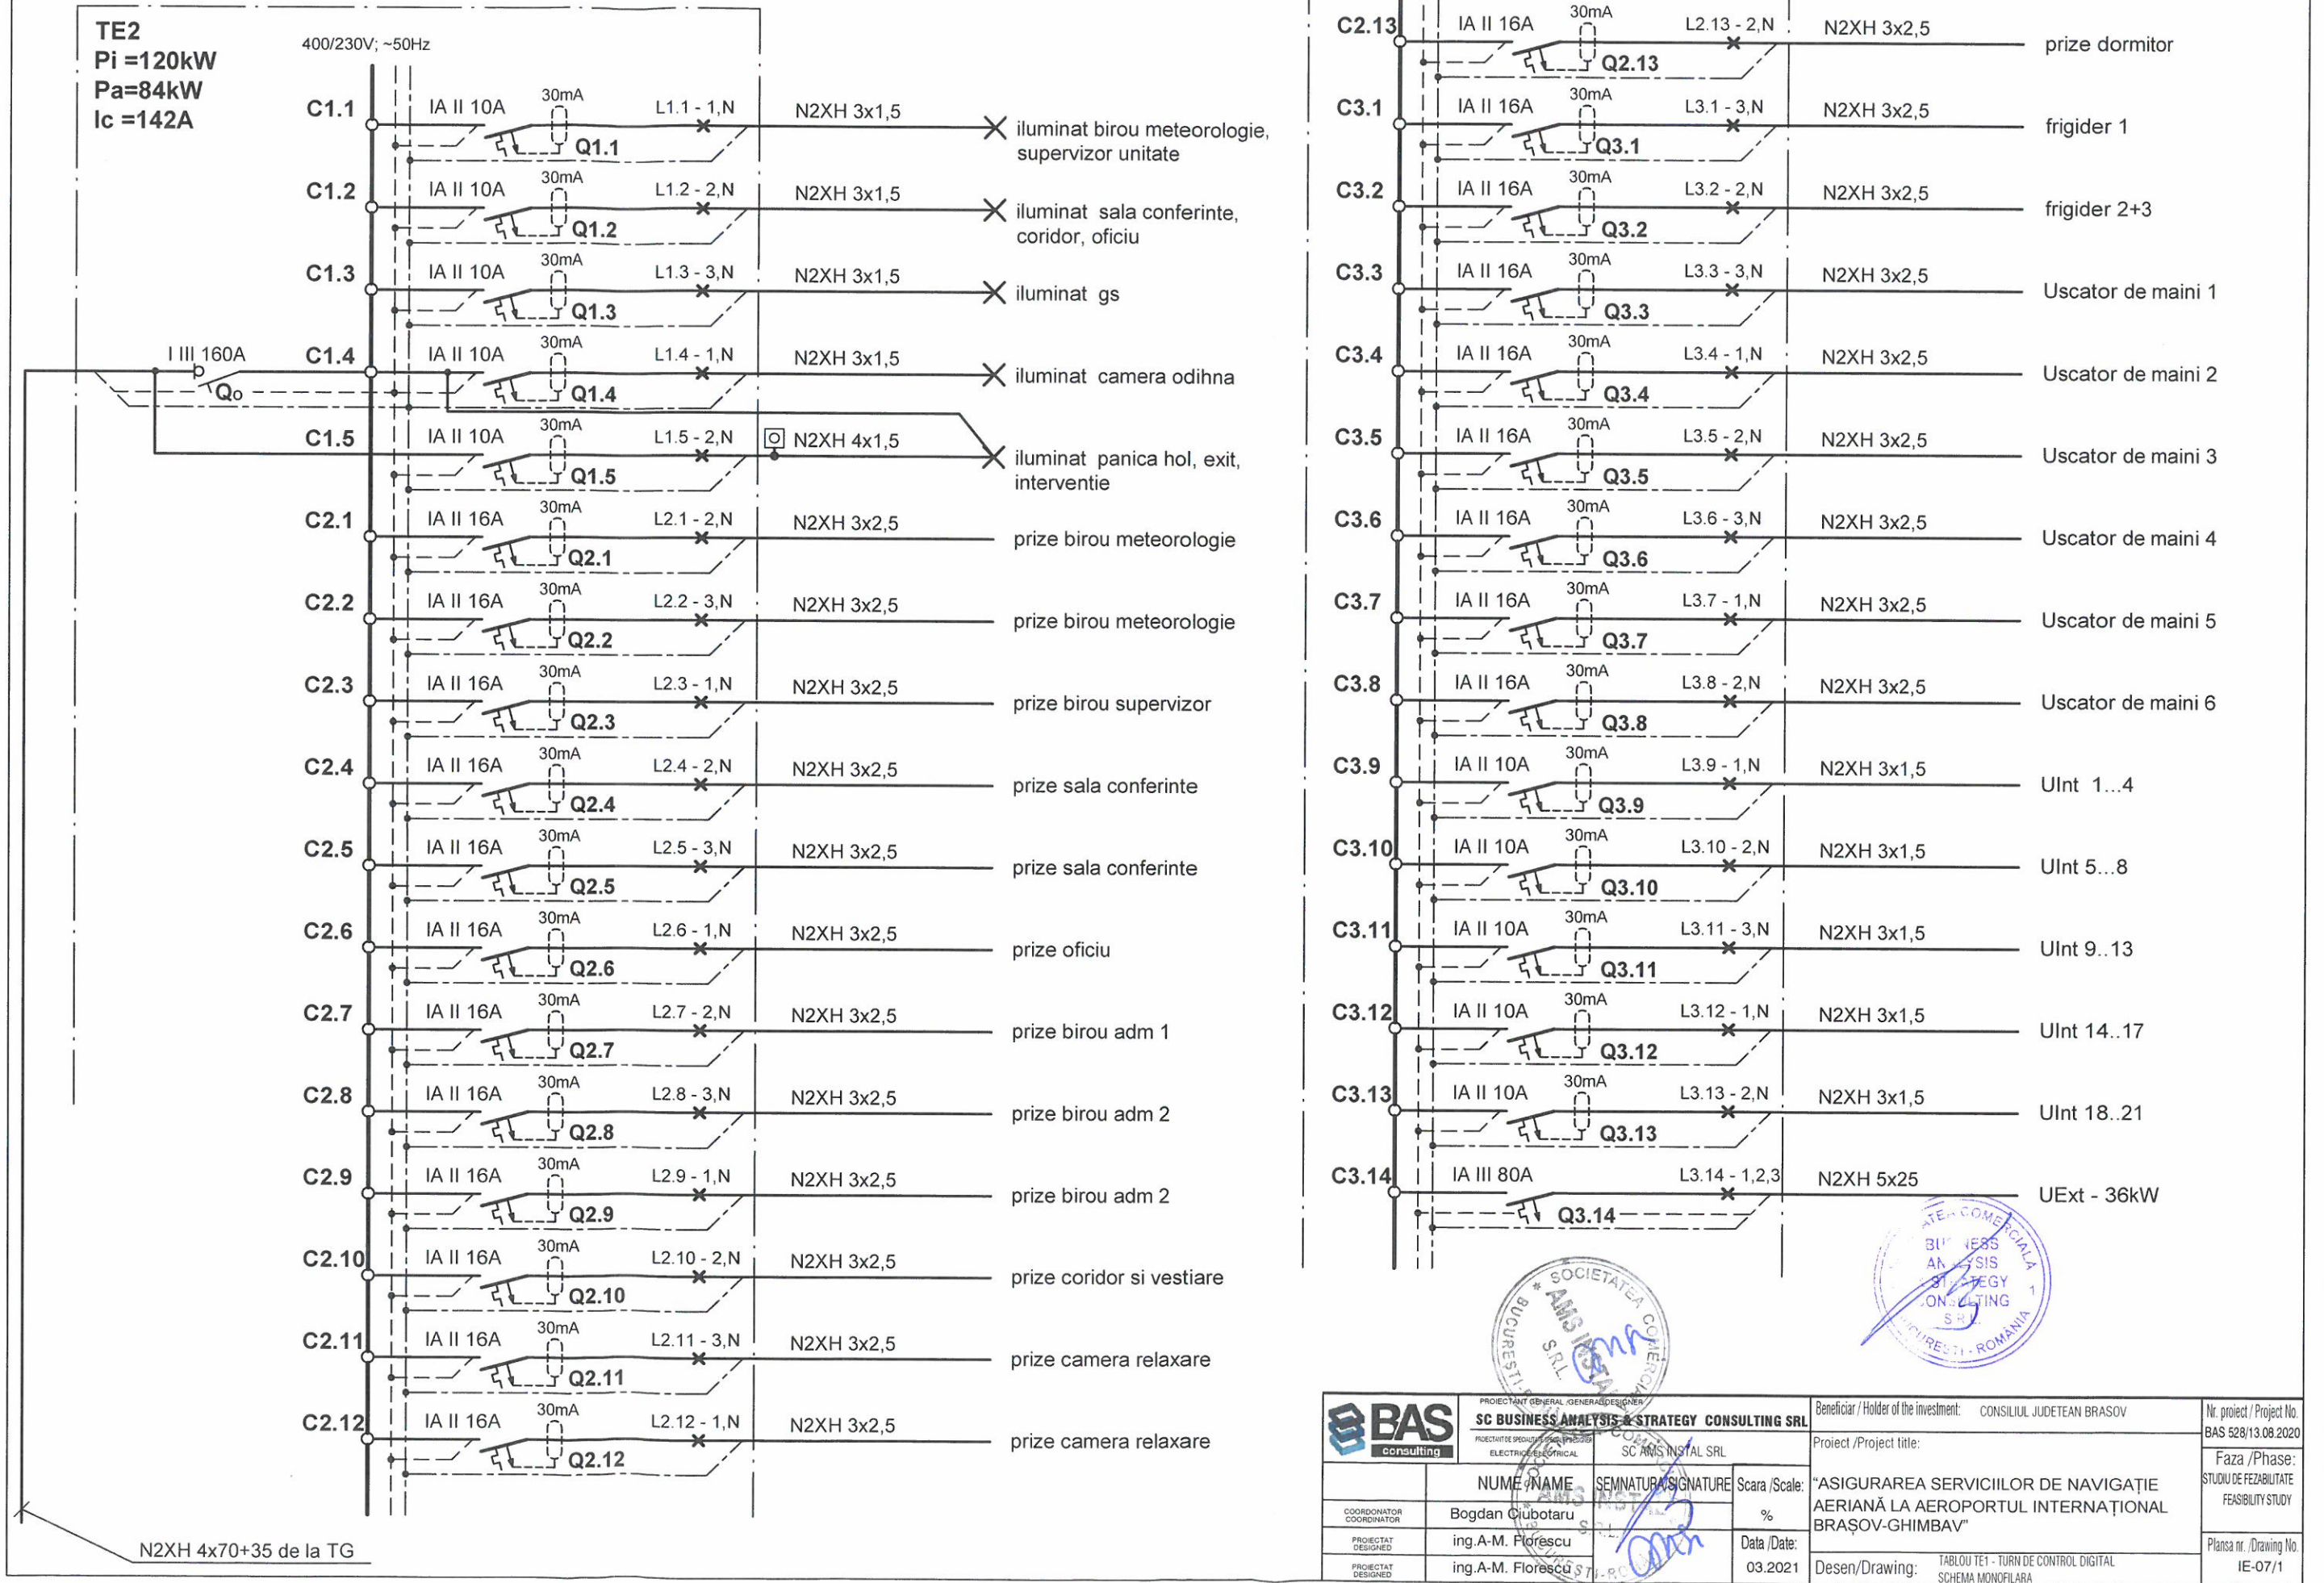 TE2
Pi =120kW
Pa=84kW
Ic =142A
400/230V; ~50Hz
C1.1 IA II 10A 30mA Q1.1 L1.1 - 1,N N2XH 3x1,5 iluminat birou meteorologie,
supervizor unitate
C1.2 IA II 10A 30mA Q1.2 L1.2 - 2,N N2XH 3x1,5 iluminat sala conferinte,
coridor, oficiu
C1.3 IA II 10A 30mA Q1.3 L1.3 - 3,N N2XH 3x1,5 iluminat gs
I III 160A Qo
C1.4 IA II 10A 30mA Q1.4 L1.4 - 1,N N2XH 3x1,5 iluminat camera odihna
C1.5 IA II 10A 30mA Q1.5 L1.5 - 2,N N2XH 4x1,5 iluminat panica hol, exit,
interventie
C2.1 IA II 16A 30mA Q2.1 L2.1 - 2,N N2XH 3x2,5 prize birou meteorologie
C2.2 IA II 16A 30mA Q2.2 L2.2 - 3,N N2XH 3x2,5 prize birou meteorologie
C2.3 IA II 16A 30mA Q2.3 L2.3 - 1,N N2XH 3x2,5 prize birou supervizor
C2.4 IA II 16A 30mA Q2.4 L2.4 - 2,N N2XH 3x2,5 prize sala conferinte
C2.5 IA II 16A 30mA Q2.5 L2.5 - 3,N N2XH 3x2,5 prize sala conferinte
C2.6 IA II 16A 30mA Q2.6 L2.6 - 1,N N2XH 3x2,5 prize oficiu
C2.7 IA II 16A 30mA Q2.7 L2.7 - 2,N N2XH 3x2,5 prize birou adm 1
C2.8 IA II 16A 30mA Q2.8 L2.8 - 3,N N2XH 3x2,5 prize birou adm 2
C2.9 IA II 16A 30mA Q2.9 L2.9 - 1,N N2XH 3x2,5 prize birou adm 2
C2.10 IA II 16A 30mA Q2.10 L2.10 - 2,N N2XH 3x2,5 prize coridor si vestiare
C2.11 IA II 16A 30mA Q2.11 L2.11 - 3,N N2XH 3x2,5 prize camera relaxare
C2.12 IA II 16A 30mA Q2.12 L2.12 - 1,N N2XH 3x2,5 prize camera relaxare
N2XH 4x70+35 de la TG
C2.13 IA II 16A 30mA Q2.13 L2.13 - 2,N N2XH 3x2,5 prize dormitor
C3.1 IA II 16A 30mA Q3.1 L3.1 - 3,N N2XH 3x2,5 frigider 1
C3.2 IA II 16A 30mA Q3.2 L3.2 - 2,N N2XH 3x2,5 frigider 2+3
C3.3 IA II 16A 30mA Q3.3 L3.3 - 3,N N2XH 3x2,5 Uscator de maini 1
C3.4 IA II 16A 30mA Q3.4 L3.4 - 1,N N2XH 3x2,5 Uscator de maini 2
C3.5 IA II 16A 30mA Q3.5 L3.5 - 2,N N2XH 3x2,5 Uscator de maini 3
C3.6 IA II 16A 30mA Q3.6 L3.6 - 3,N N2XH 3x2,5 Uscator de maini 4
C3.7 IA II 16A 30mA Q3.7 L3.7 - 1,N N2XH 3x2,5 Uscator de maini 5
C3.8 IA II 16A 30mA Q3.8 L3.8 - 2,N N2XH 3x2,5 Uscator de maini 6
C3.9 IA II 10A 30mA Q3.9 L3.9 - 1,N N2XH 3x1,5 UInt 1...4
C3.10 IA II 10A 30mA Q3.10 L3.10 - 2,N N2XH 3x1,5 UInt 5...8
C3.11 IA II 10A 30mA Q3.11 L3.11 - 3,N N2XH 3x1,5 UInt 9..13
C3.12 IA II 10A 30mA Q3.12 L3.12 - 1,N N2XH 3x1,5 UInt 14..17
C3.13 IA II 10A 30mA Q3.13 L3.13 - 2,N N2XH 3x1,5 UInt 18..21
C3.14 IA III 80A Q3.14 L3.14 - 1,2,3 N2XH 5x25 UExt - 36kW
SOCIETATEA COMERCIALA
AMS INSTAL
S.R.L.
BUCUREȘTI
COMERCIALA
STRATEGY
CONSULTING
S.R.L.
ROMÂNIA
BAS
consulting
PROIECTANT GENERAL /GENERAL DESIGNER
SC BUSINESS ANALYSIS & STRATEGY CONSULTING SRL
ELECTRICE/ELECTRICAL SC AMS INSTAL SRL
NUME /NAME SEMNATURA/SIGNATURE Scara /Scale:
COORDONATOR
COORDINATOR Bogdan Ciubotaru %
PROIECTAT
DESIGNED ing.A-M. Florescu Data /Date:
PROIECTAT
DESIGNED ing.A-M. Florescu 03.2021
Beneficiar / Holder of the investment: CONSILIUL JUDETEAN BRASOV
Proiect /Project title:
"ASIGURAREA SERVICIILOR DE NAVIGAȚIE
AERIANĂ LA AEROPORTUL INTERNAȚIONAL
BRAȘOV-GHIMBAV"
Desen/Drawing: TABLOU TE1 - TURN DE CONTROL DIGITAL
SCHEMA MONOFILARA
Nr. proiect / Project No.
BAS 528/13.08.2020
Faza /Phase:
STUDIU DE FEZABILITATE
FEASIBILITY STUDY
Plansa nr. /Drawing No.
IE-07/1